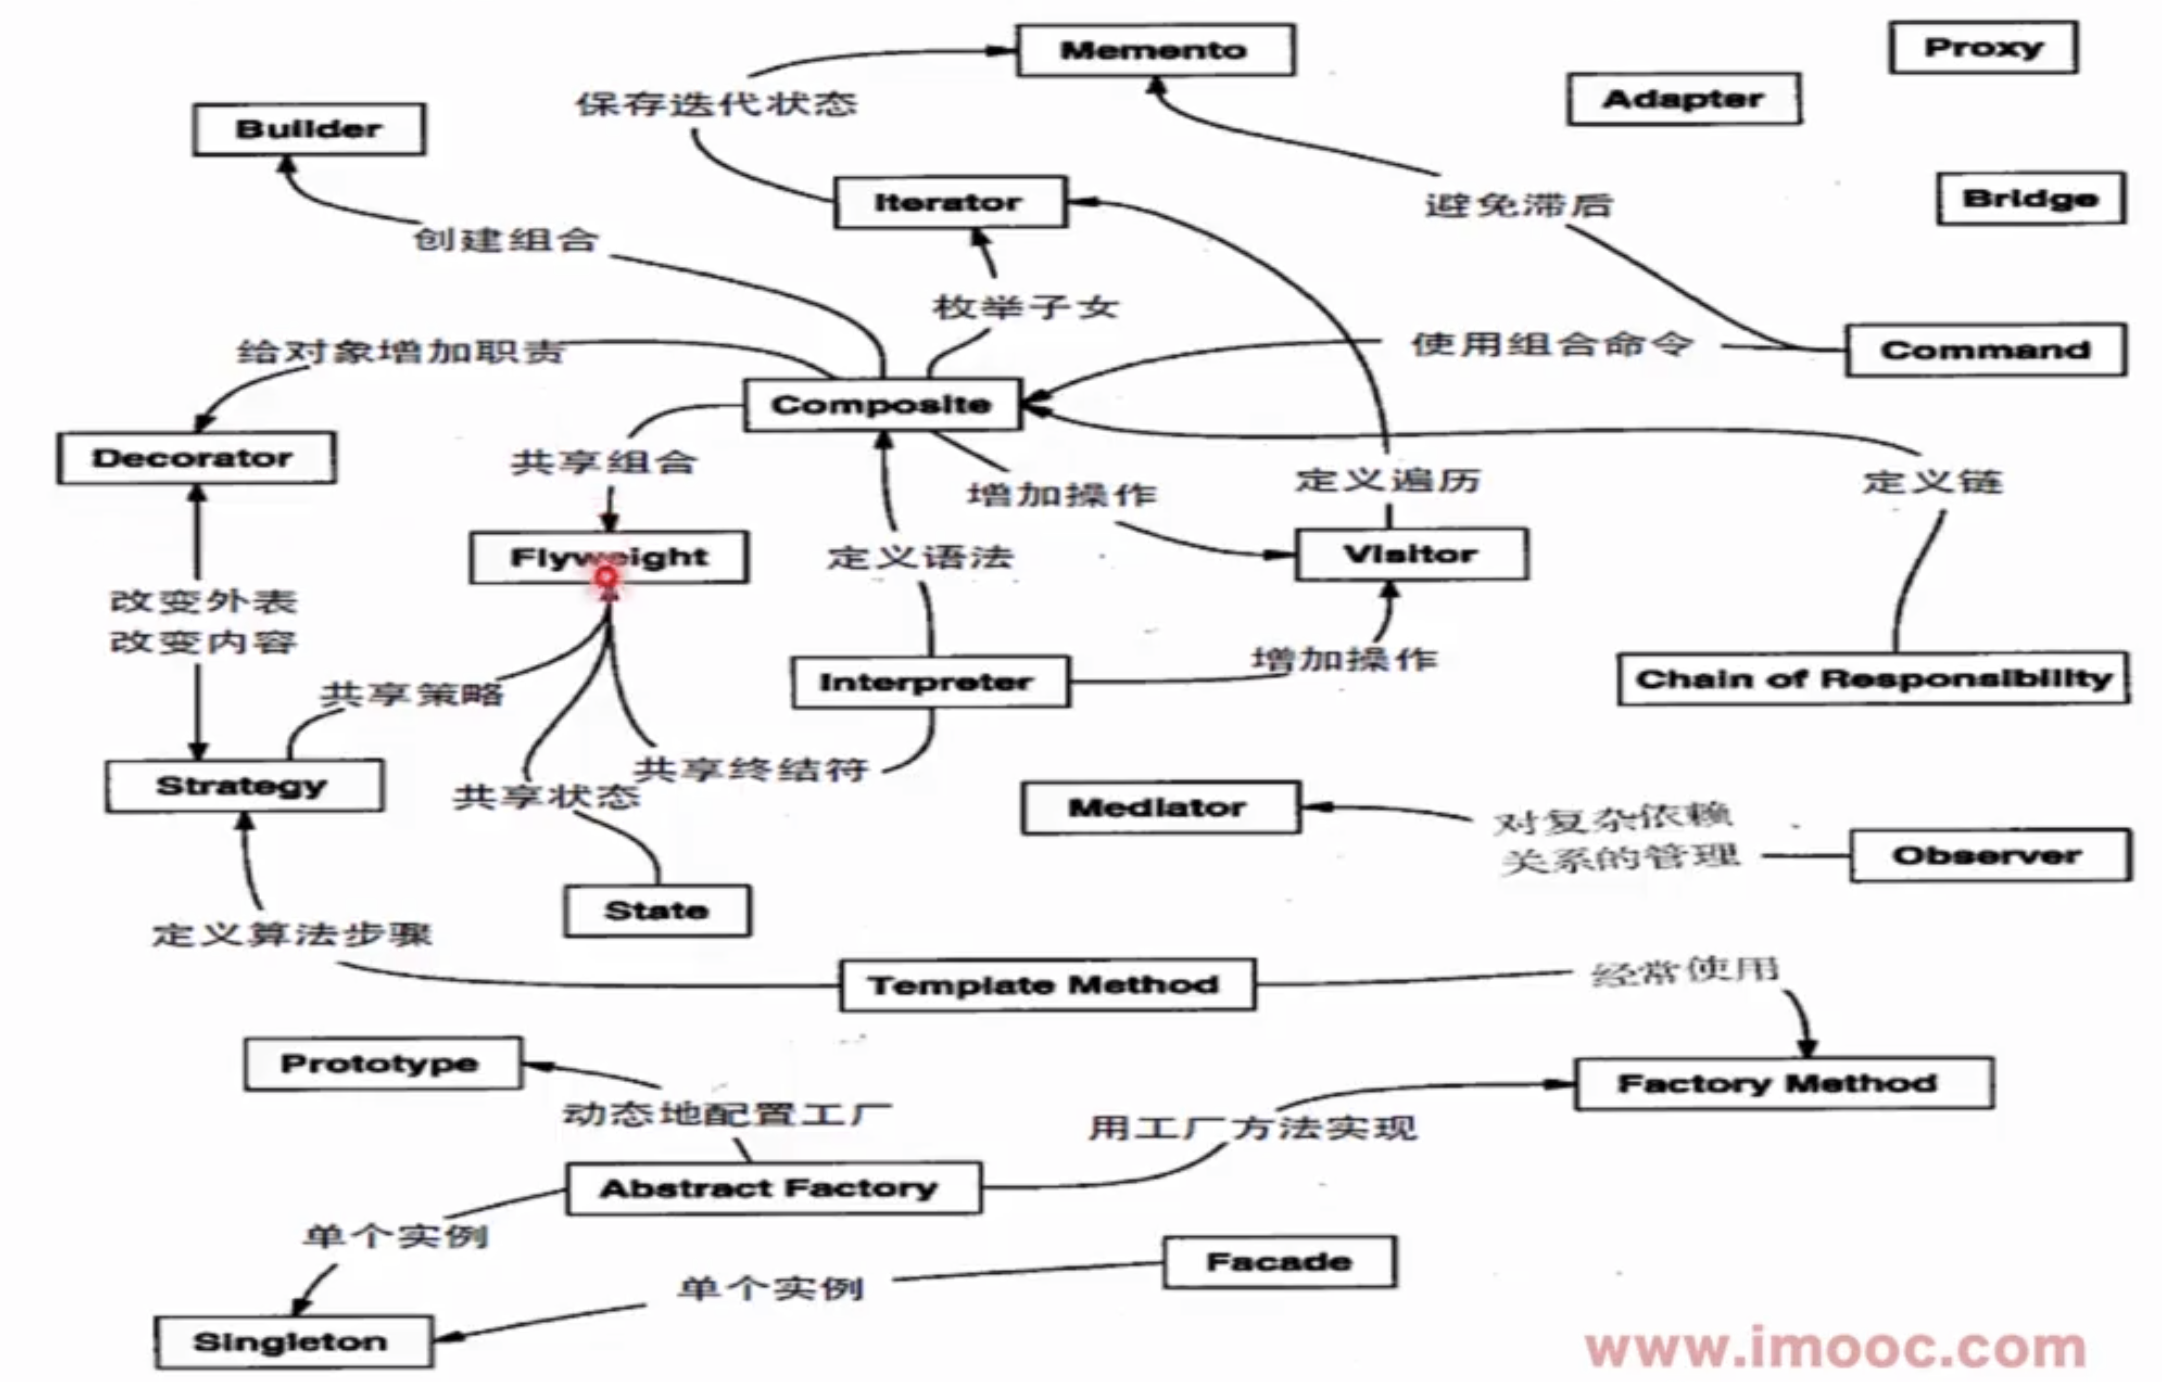 Memento
Proxy
Adapter
保存迭代状态
Builder
Iterator
避免滞后
Bridge
创建组合
枚举子女
给对象增加职责
使用组合命令
Command
Composite
Decorator
共享组合
增加操作
定义遍历
定义链
Flyweight
定义语法
Visitor
改变外表
改变内容
共享策略
Interpreter
增加操作
Chain of Responsibility
Strategy
共享状态
共享终结符
Mediator
对复杂依赖
关系的管理
Observer
State
定义算法步骤
Template Method
经常使用
Prototype
Factory Method
动态地配置工厂
用工厂方法实现
Abstract Factory
单个实例
Facade
单个实例
Singleton
www.imooc.com